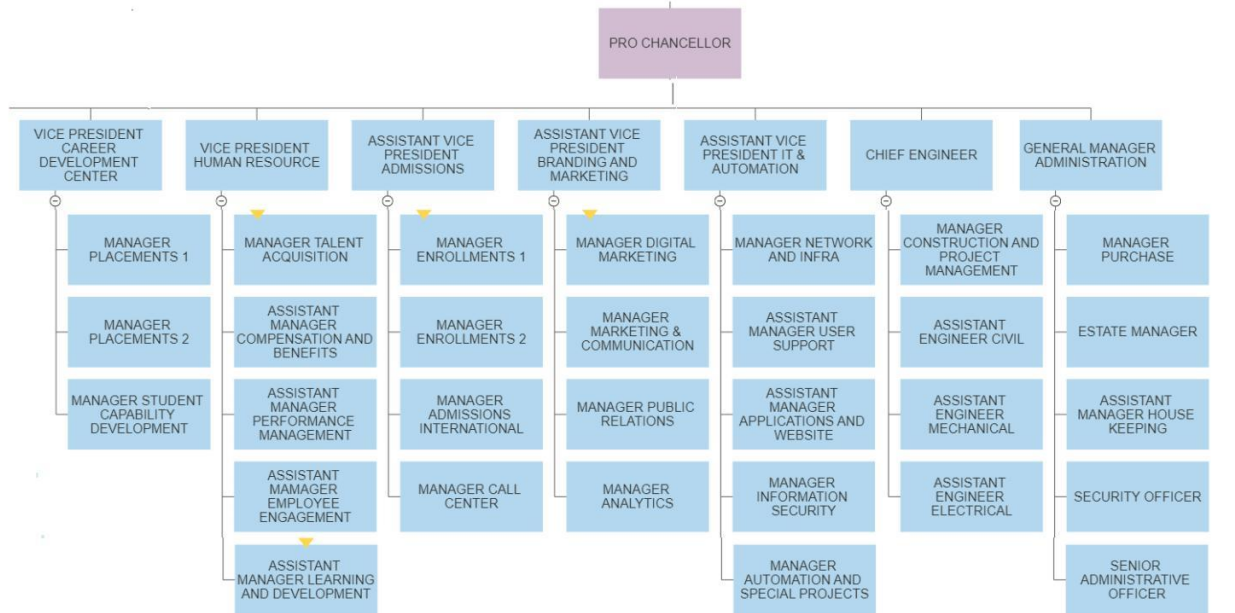 PRO CHANCELLOR
VICE PRESIDENT
CAREER
DEVELOPMENT
CENTER
VICE PRESIDENT
HUMAN RESOURCE
ASSISTANT VICE
PRESIDENT
ADMISSIONS
ASSISTANT VICE
PRESIDENT
BRANDING AND
MARKETING
ASSISTANT VICE
PRESIDENT IT &
AUTOMATION
CHIEF ENGINEER
GENERAL MANAGER
ADMINISTRATION
MANAGER
PLACEMENTS 1
MANAGER
PLACEMENTS 2
MANAGER STUDENT
CAPABILITY
DEVELOPMENT
MANAGER TALENT
ACQUISITION
ASSISTANT
MANAGER
COMPENSATION AND
BENEFITS
ASSISTANT
MANAGER
PERFORMANCE
MANAGEMENT
ASSISTANT
MAMAGER
EMPLOYEE
ENGAGEMENT
ASSISTANT
MANAGER LEARNING
AND DEVELOPMENT
MANAGER
ENROLLMENTS 1
MANAGER
ENROLLMENTS 2
MANAGER
ADMISSIONS
INTERNATIONAL
MANAGER CALL
CENTER
MANAGER DIGITAL
MARKETING
MANAGER
MARKETING &
COMMUNICATION
MANAGER PUBLIC
RELATIONS
MANAGER
ANALYTICS
MANAGER NETWORK
AND INFRA
ASSISTANT
MANAGER USER
SUPPORT
ASSISTANT
MANAGER
APPLICATIONS AND
WEBSITE
MANAGER
INFORMATION
SECURITY
MANAGER
AUTOMATION AND
SPECIAL PROJECTS
MANAGER
CONSTRUCTION AND
PROJECT
MANAGEMENT
ASSISTANT
ENGINEER CIVIL
ASSISTANT
ENGINEER
MECHANICAL
ASSISTANT
ENGINEER
ELECTRICAL
MANAGER
PURCHASE
ESTATE MANAGER
ASSISTANT
MANAGER HOUSE
KEEPING
SECURITY OFFICER
SENIOR
ADMINISTRATIVE
OFFICER